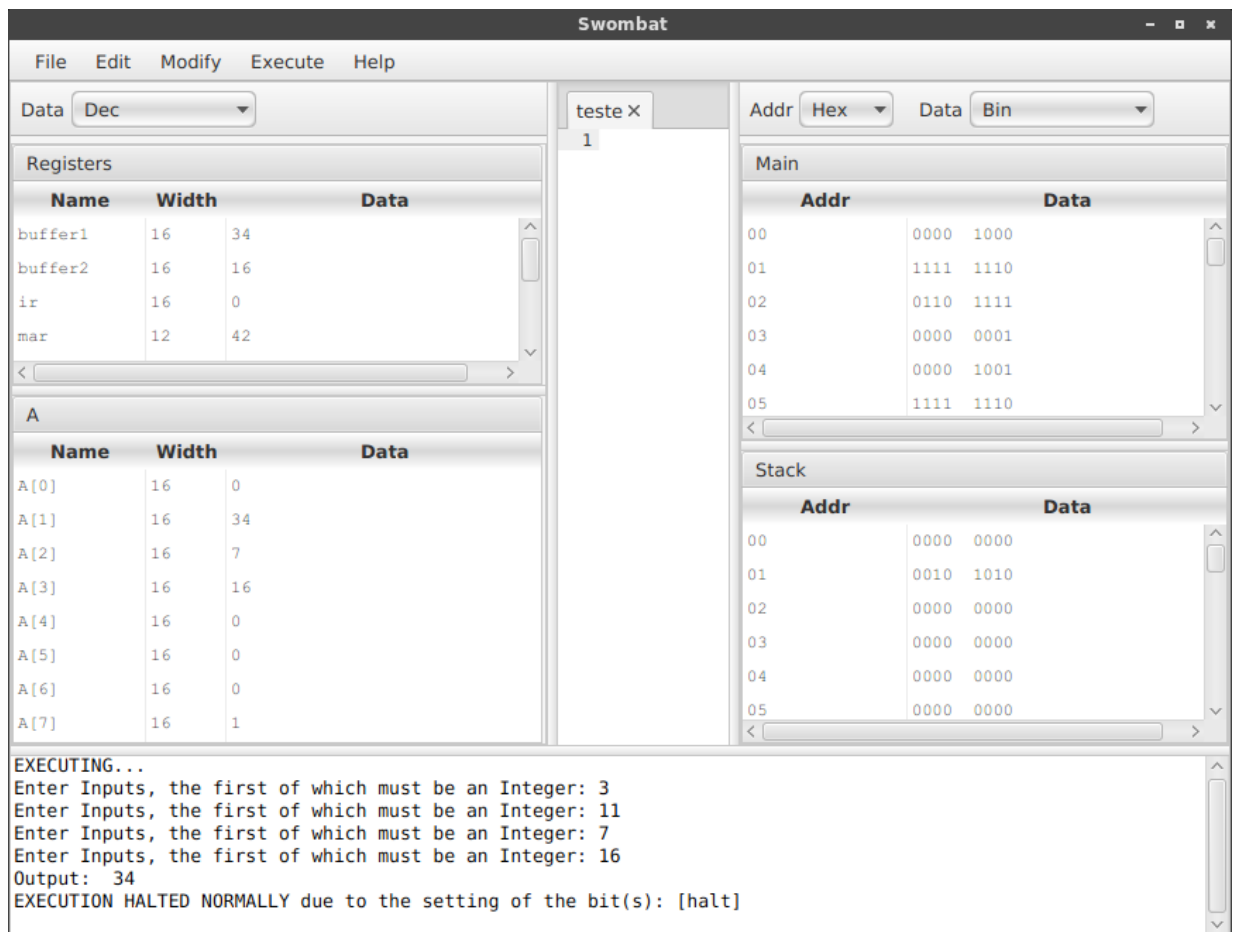 Swombat
File Edit Modify Execute Help
Data Dec
Registers
Name Width Data
buffer1 16 34
buffer2 16 16
ir 16 0
mar 12 42
A
Name Width Data
A[0] 16 0
A[1] 16 34
A[2] 16 7
A[3] 16 16
A[4] 16 0
A[5] 16 0
A[6] 16 0
A[7] 16 1
teste
1
Addr Hex Data Bin
Main
Addr Data
00 0000 1000
01 1111 1110
02 0110 1111
03 0000 0001
04 0000 1001
05 1111 1110
Stack
Addr Data
00 0000 0000
01 0010 1010
02 0000 0000
03 0000 0000
04 0000 0000
05 0000 0000
EXECUTING...
Enter Inputs, the first of which must be an Integer: 3
Enter Inputs, the first of which must be an Integer: 11
Enter Inputs, the first of which must be an Integer: 7
Enter Inputs, the first of which must be an Integer: 16
Output: 34
EXECUTION HALTED NORMALLY due to the setting of the bit(s): [halt]